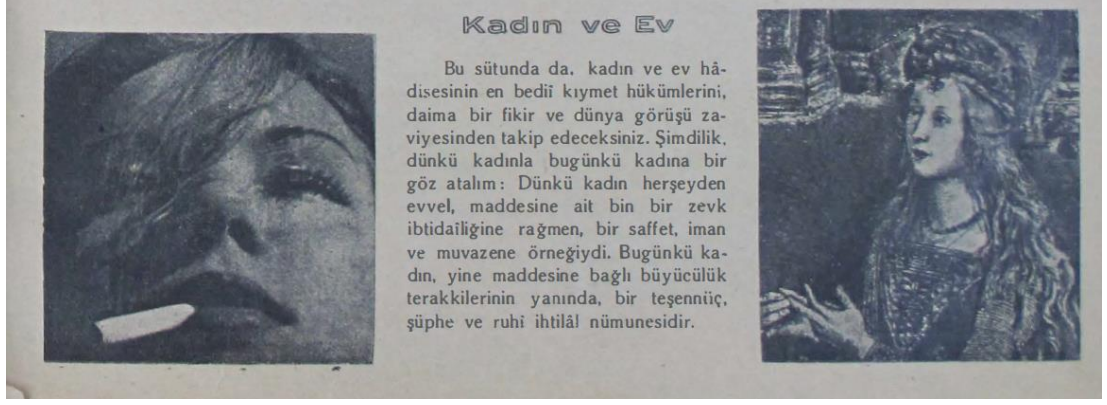 Kadın ve Ev
Bu sütunda da, kadın ve ev hâ-
disesinin en bediî kıymet hükümlerini,
daima bir fikir ve dünya görüşü za-
viyesinden takip edeceksiniz. Şimdilik,
dünkü kadınla bugünkü kadına bir
göz atalım : Dünkü kadın herşeyden
evvel, maddesine ait bin bir zevk
ibtidailiğine rağmen, bir saffet, iman
ve muvazene örneğiydi. Bugünkü ka-
dın, yine maddesine bağlı büyücülük
terakkilerinin yanında, bir teşennüç,
şüphe ve ruhî ihtilâl nümunesidir.